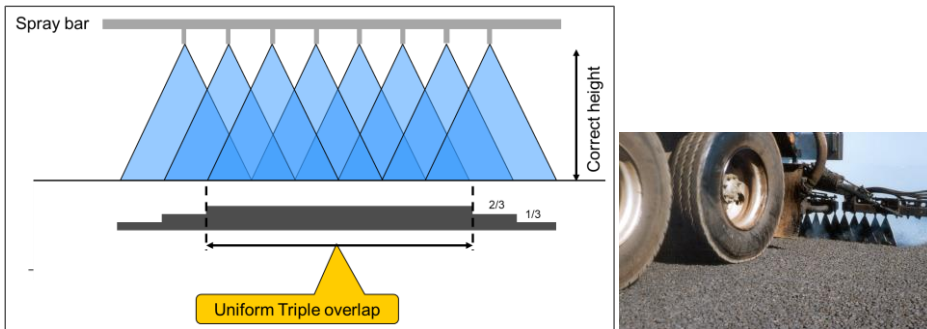 Spray bar
Correct height
2/3
1/3
Uniform Triple overlap